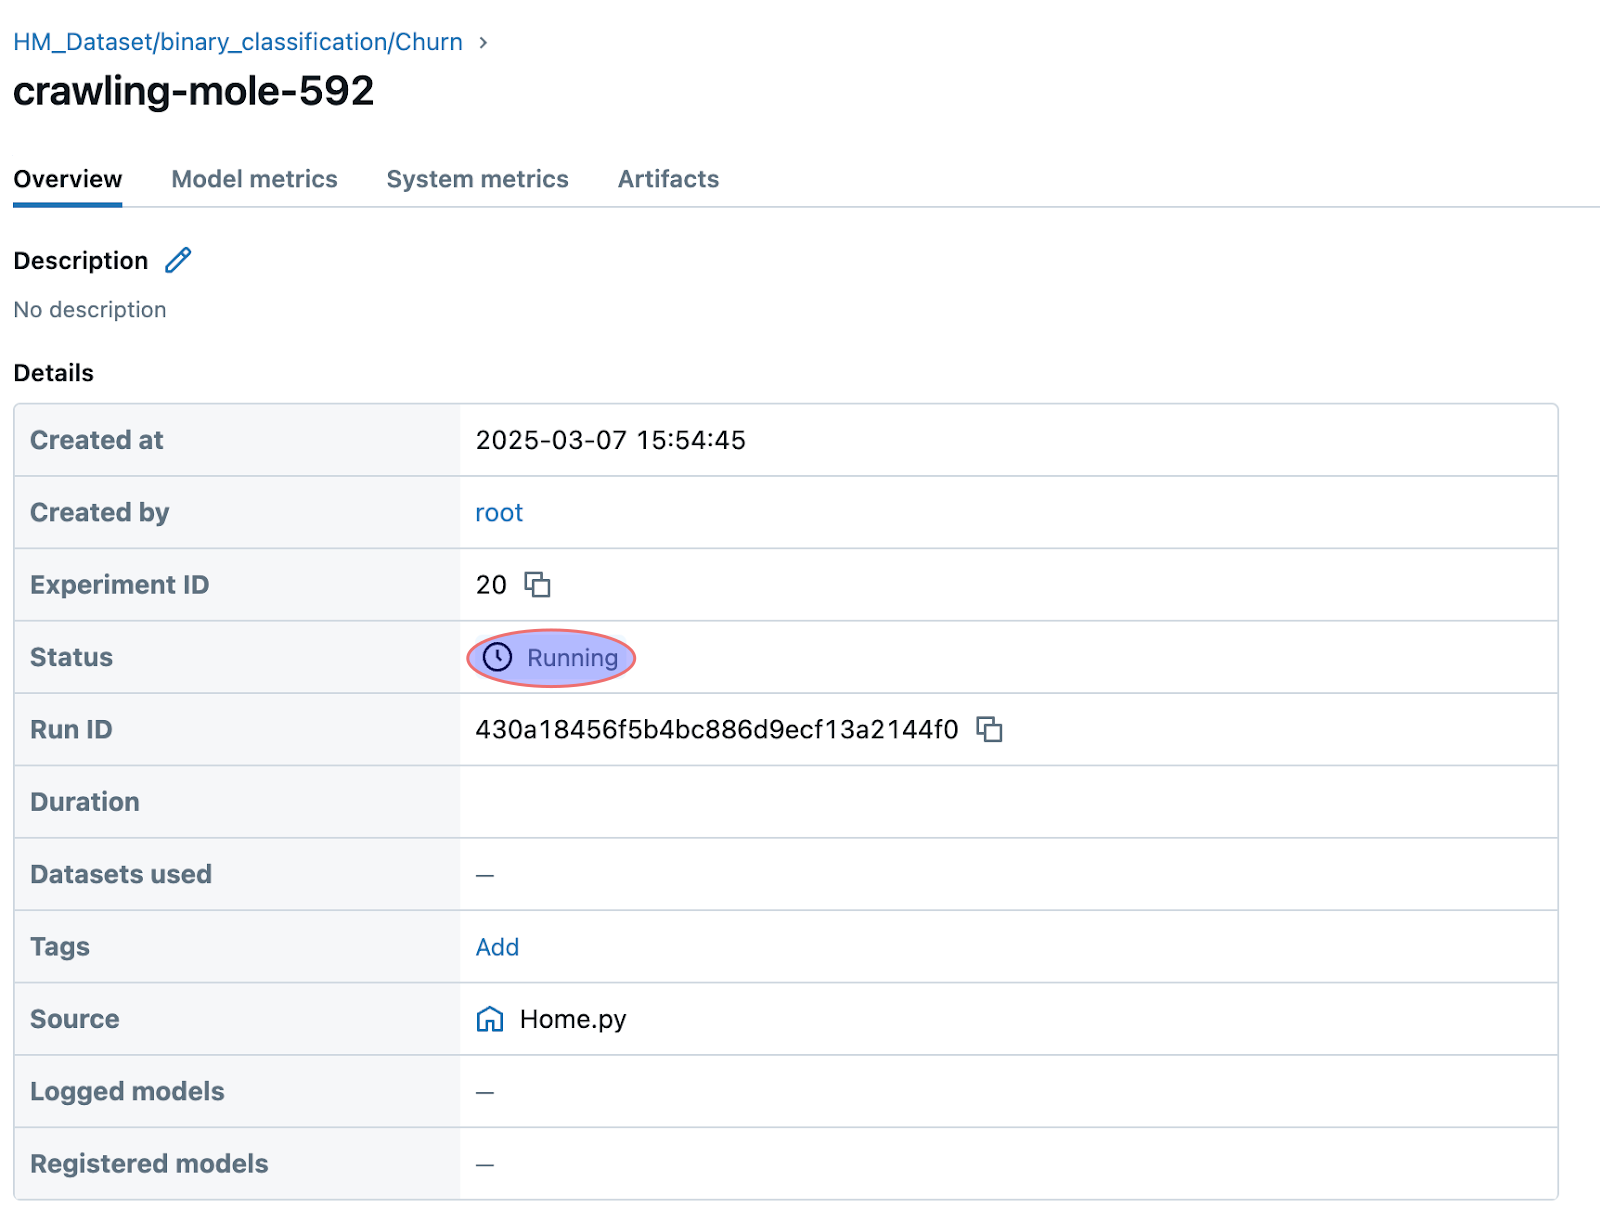 HM_Dataset/binary_classification/Churn ›
crawling-mole-592
Overview Model metrics System metrics Artifacts
Description
No description
Details
Created at 2025-03-07 15:54:45
Created by root
Experiment ID 20
Status Running
Run ID 430a18456f5b4bc886d9ecf13a2144f0
Duration
Datasets used —
Tags Add
Source Home.py
Logged models —
Registered models —